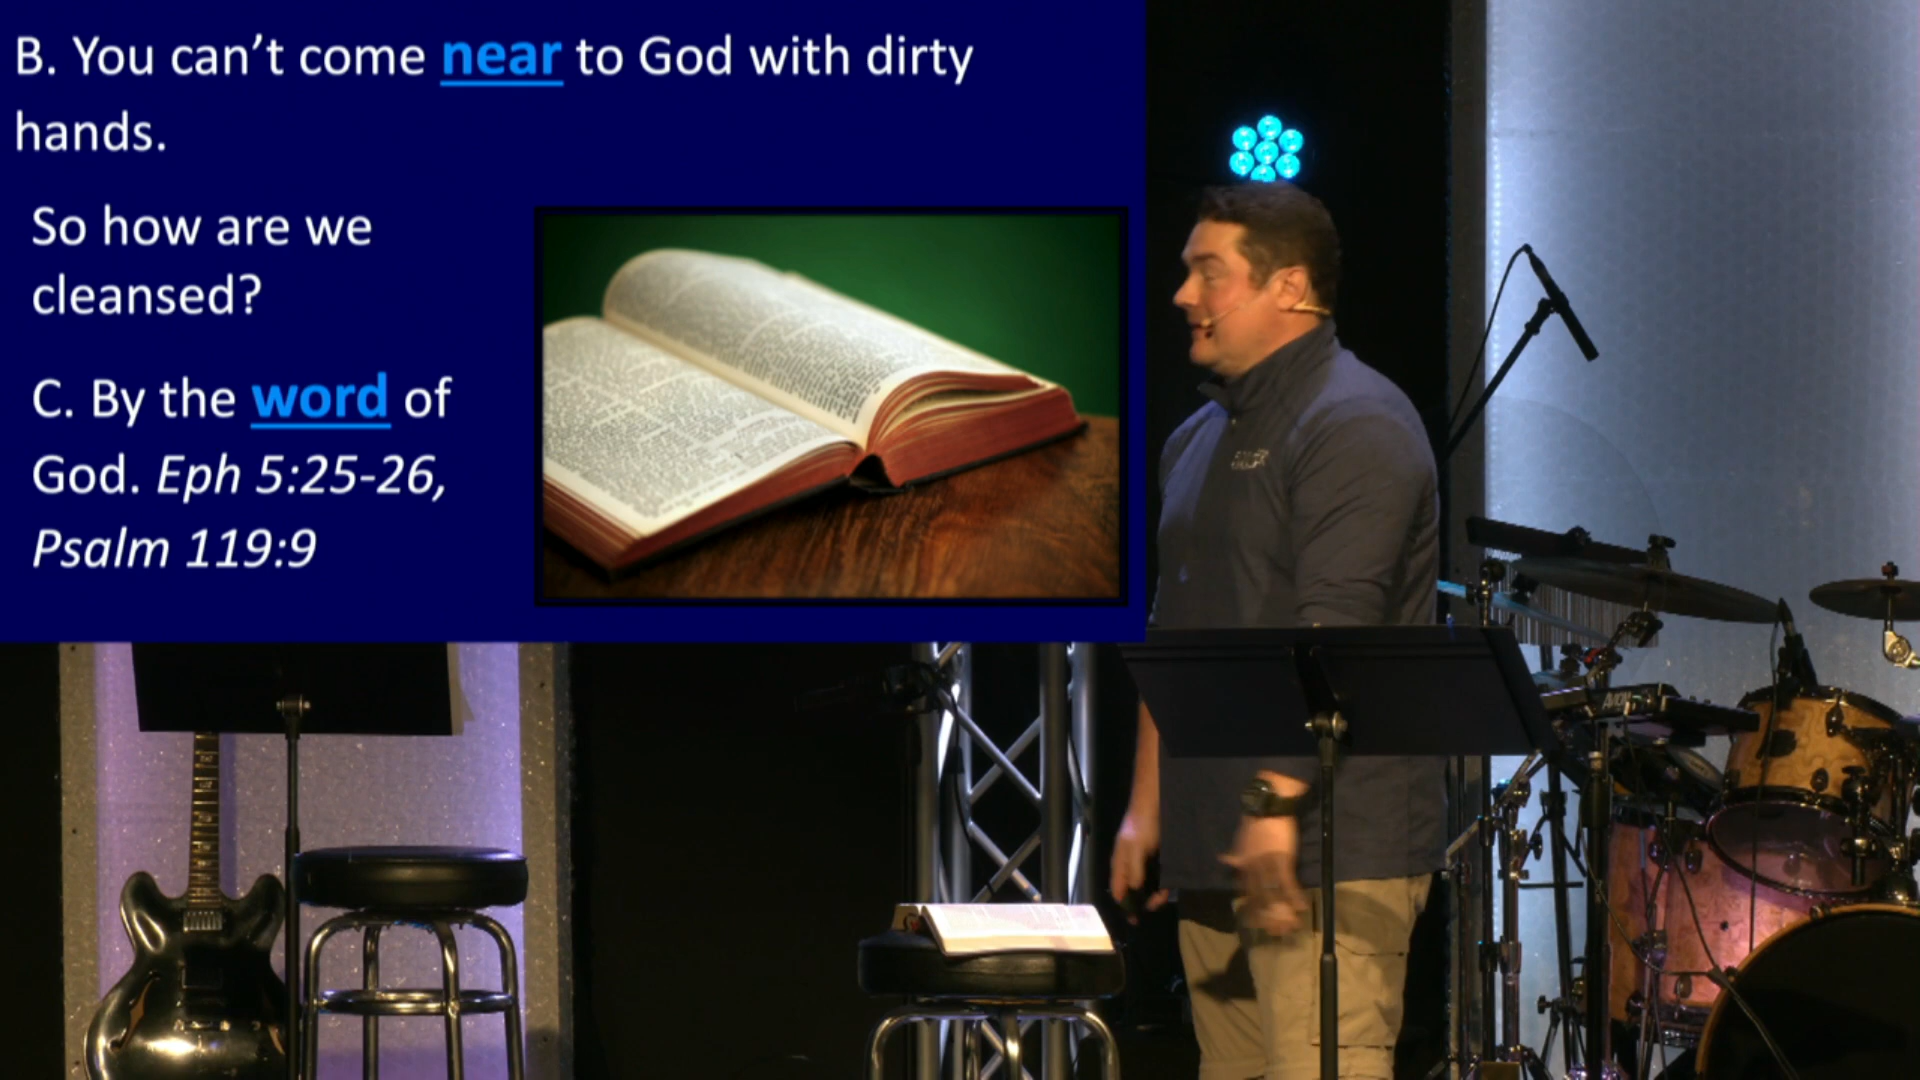 B. You can’t come near to God with dirty
hands.
So how are we
cleansed?
C. By the word of
God. Eph 5:25-26,
Psalm 119:9